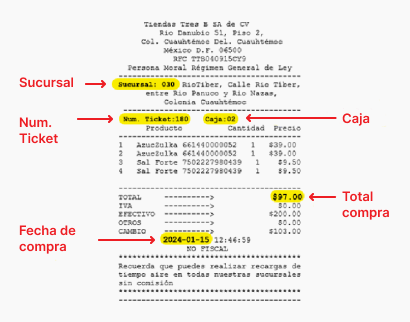 Tiendas Tres B SA de CV
Rio Danubio 51, Piso 2,
Col. Cuauhtémoc Del. Cuauhtémoc
México D.F. 06500
RFC TTB040915CY9
Persona Moral Régimen General de Ley
Sucursal
Sucursal: 030 RioTiber, Calle Rio Tiber,
entre Rio Panuco y Rio Nazas,
Colonia Cuauhtémoc
Num. Ticket
Num. Ticket:180 Caja:02
Caja
Producto Cantidad Precio
1 AzucZulka 661440000052 1 $39.00
2 AzucZulka 661440000052 1 $39.00
3 Sal Forte 7502227980439 1 $9.50
4 Sal Forte 7502227980439 1 $9.50
TOTAL ----------> $97.00
Total compra
IVA ----------> $0.00
EFECTIVO ----------> $200.00
OTROS ----------> $0.00
CAMBIO ----------> $103.00
Fecha de compra
2024-01-15 12:46:59
NO FISCAL
Recuerda que puedes realizar recargas de
tiempo aire en todas nuestras sucursales
sin comisión